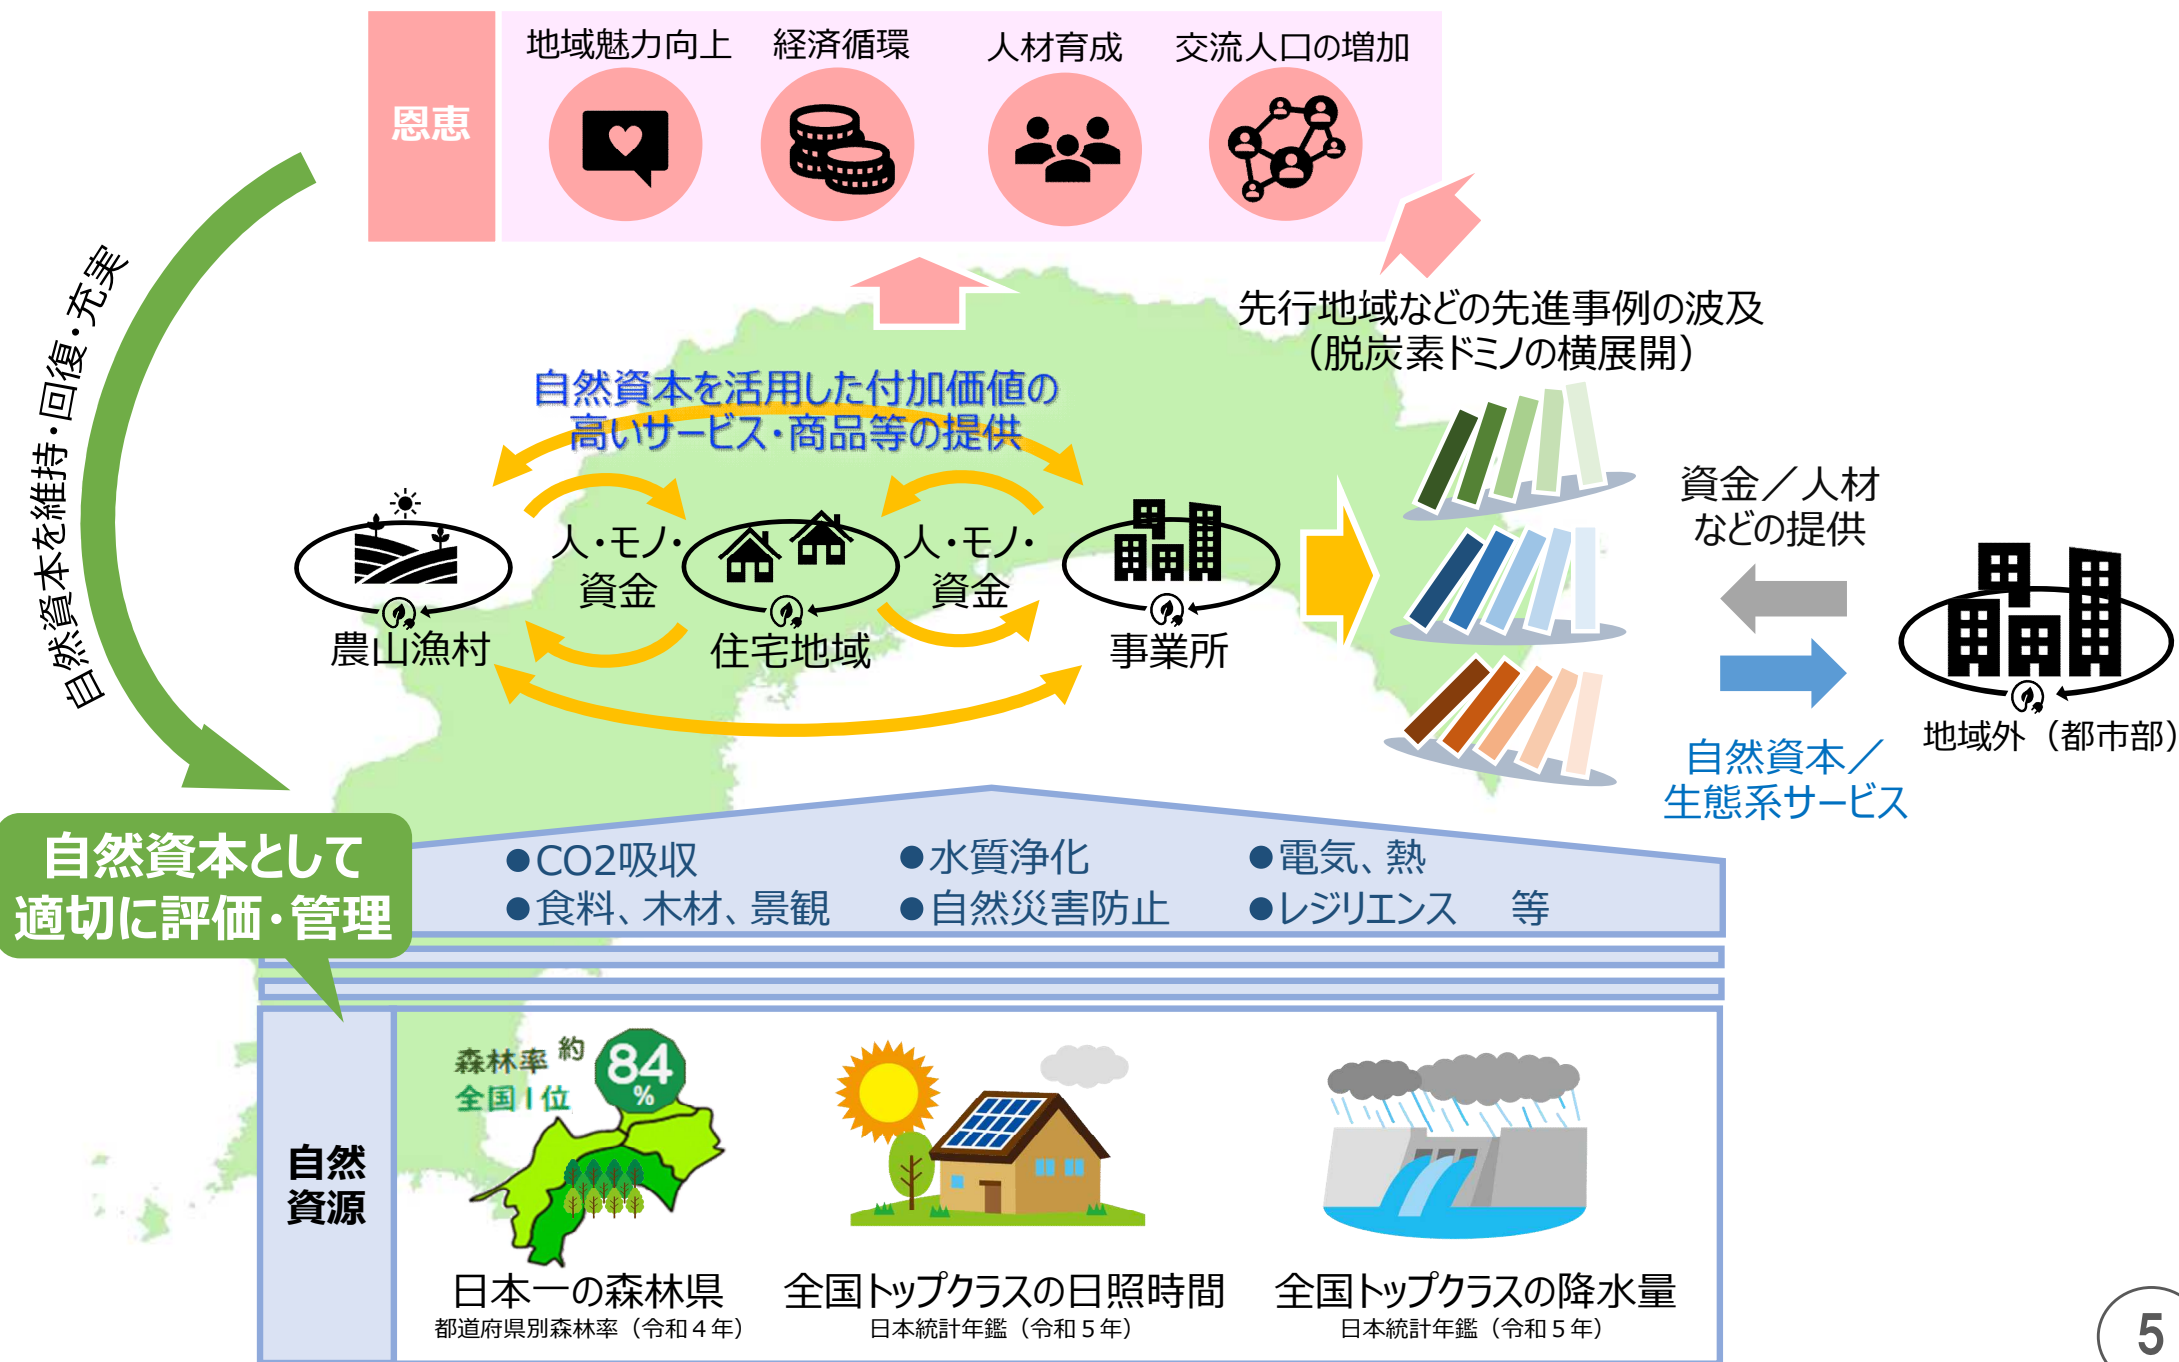 地域魅力向上
経済循環
人材育成
交流人口の増加
恩恵
自然資本を維持・回復・充実
先行地域などの先進事例の波及
（脱炭素ドミノの横展開）
自然資本を活用した付加価値の
高いサービス・商品等の提供
人・モノ・
資金
人・モノ・
資金
農山漁村
住宅地域
事業所
資金／人材
などの提供
自然資本／
生態系サービス
地域外（都市部）
自然資本として
適切に評価・管理
●CO2吸収
●水質浄化
●電気、熱
●食料、木材、景観
●自然災害防止
●レジリエンス　等
自然
資源
森林率 約
84
%
全国1位
日本一の森林県
都道府県別森林率（令和４年）
全国トップクラスの日照時間
日本統計年鑑（令和５年）
全国トップクラスの降水量
日本統計年鑑（令和５年）
5